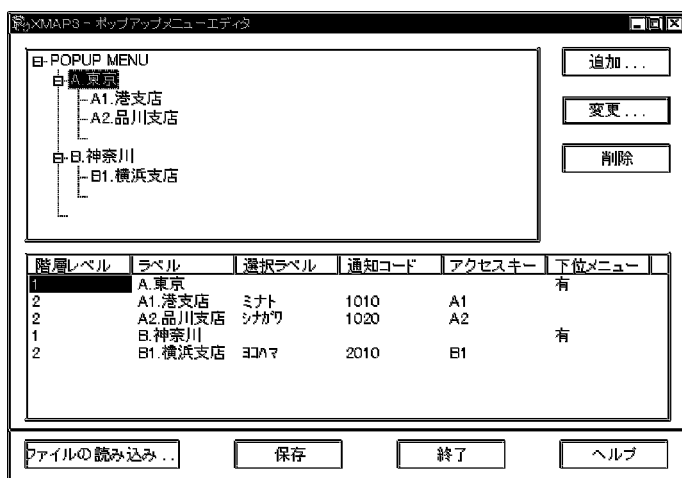 XMAP3 - ポップアップメニューエディタ
POPUP MENU
A.東京
A1.港支店
A2.品川支店
B.神奈川
B1.横浜支店
追加...
変更...
削除
階層レベル ラベル 選択ラベル 通知コード アクセスキー 下位メニュー
1 A.東京 有
2 A1.港支店 ミナト 1010 A1
2 A2.品川支店 シナガワ 1020 A2
1 B.神奈川 有
2 B1.横浜支店 ヨコハマ 2010 B1
ファイルの読み込み.. 保存 終了 ヘルプ